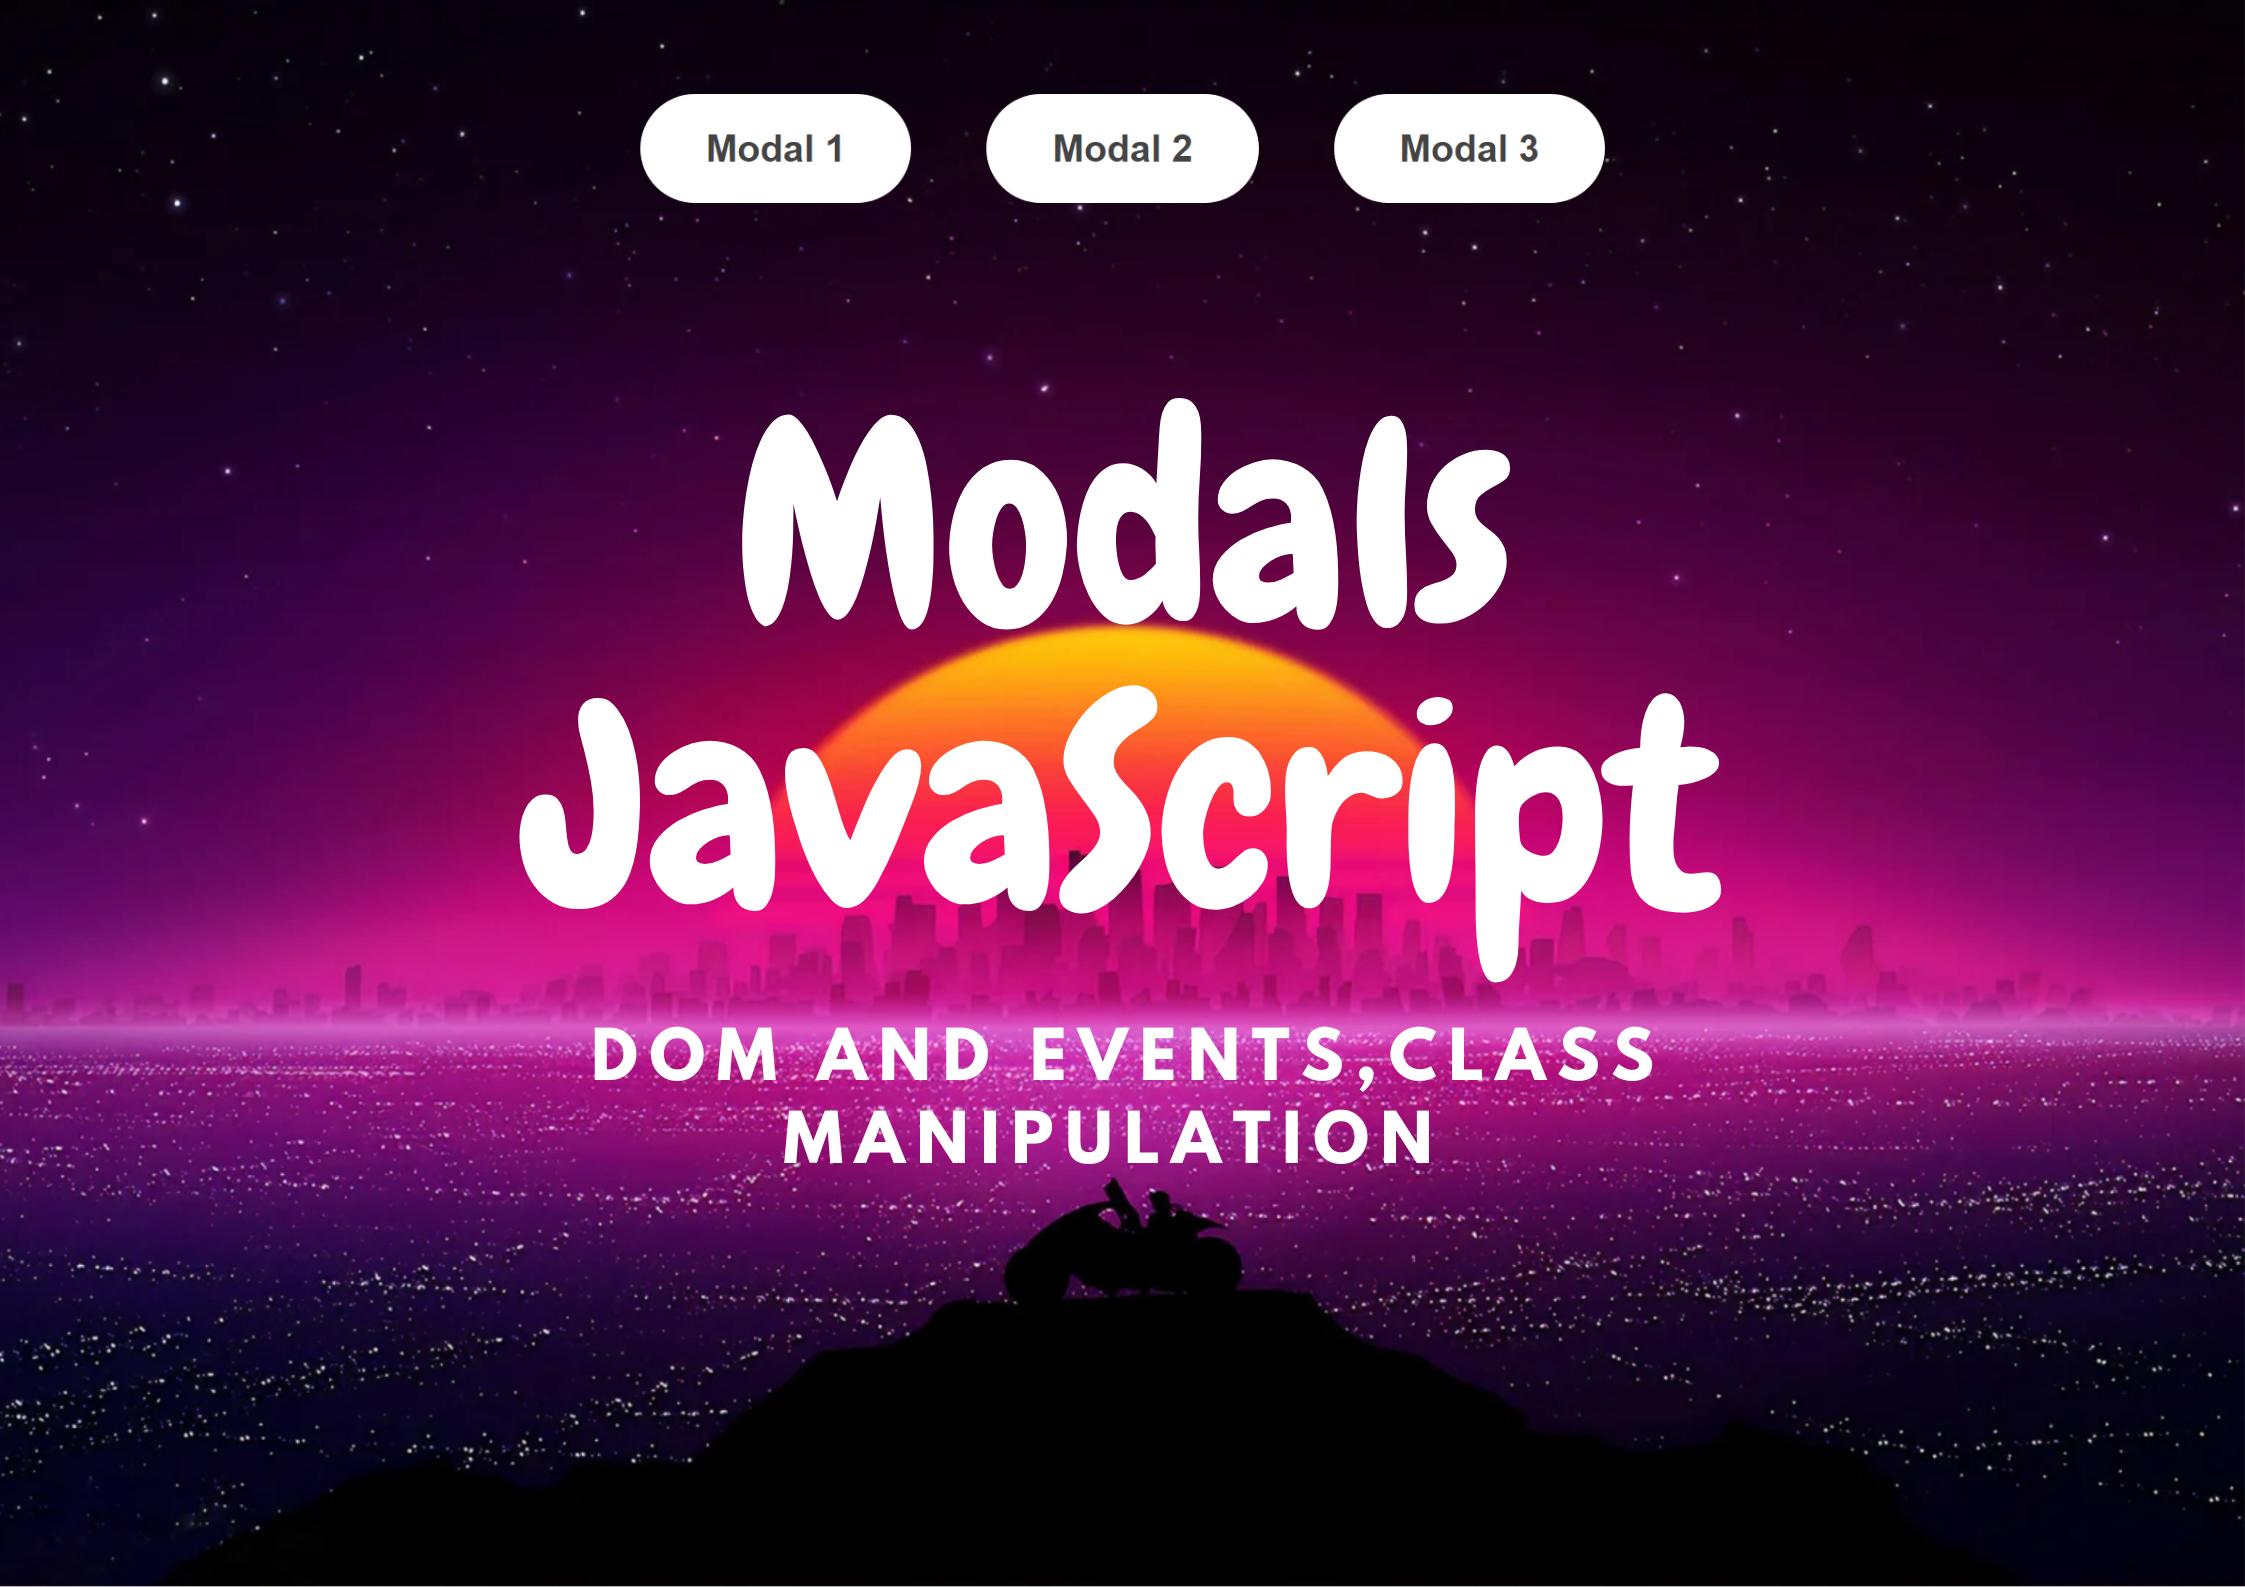 Modal 1 Modal 2 Modal 3
Modals
JavaScript
DOM AND EVENTS,CLASS
MANIPULATION